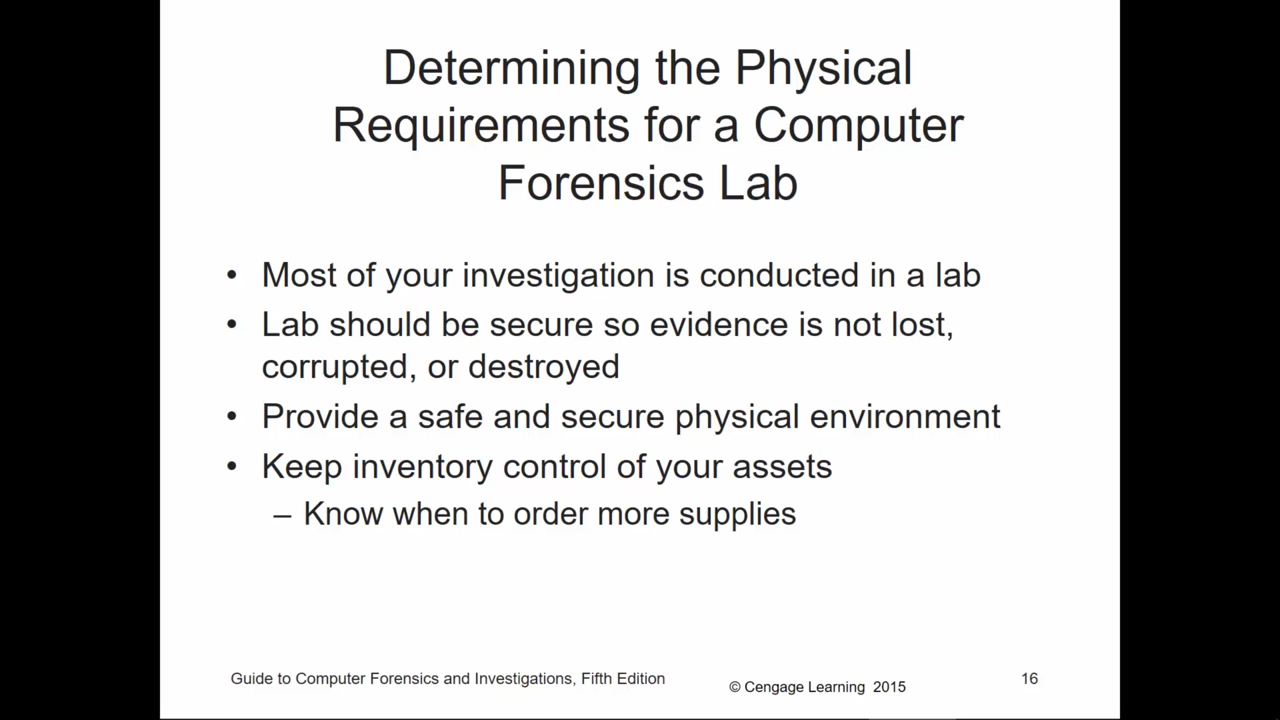 Determining the Physical
Requirements for a Computer
Forensics Lab
• Most of your investigation is conducted in a lab
• Lab should be secure so evidence is not lost,
corrupted, or destroyed
• Provide a safe and secure physical environment
• Keep inventory control of your assets
– Know when to order more supplies
Guide to Computer Forensics and Investigations, Fifth Edition
© Cengage Learning 2015
16